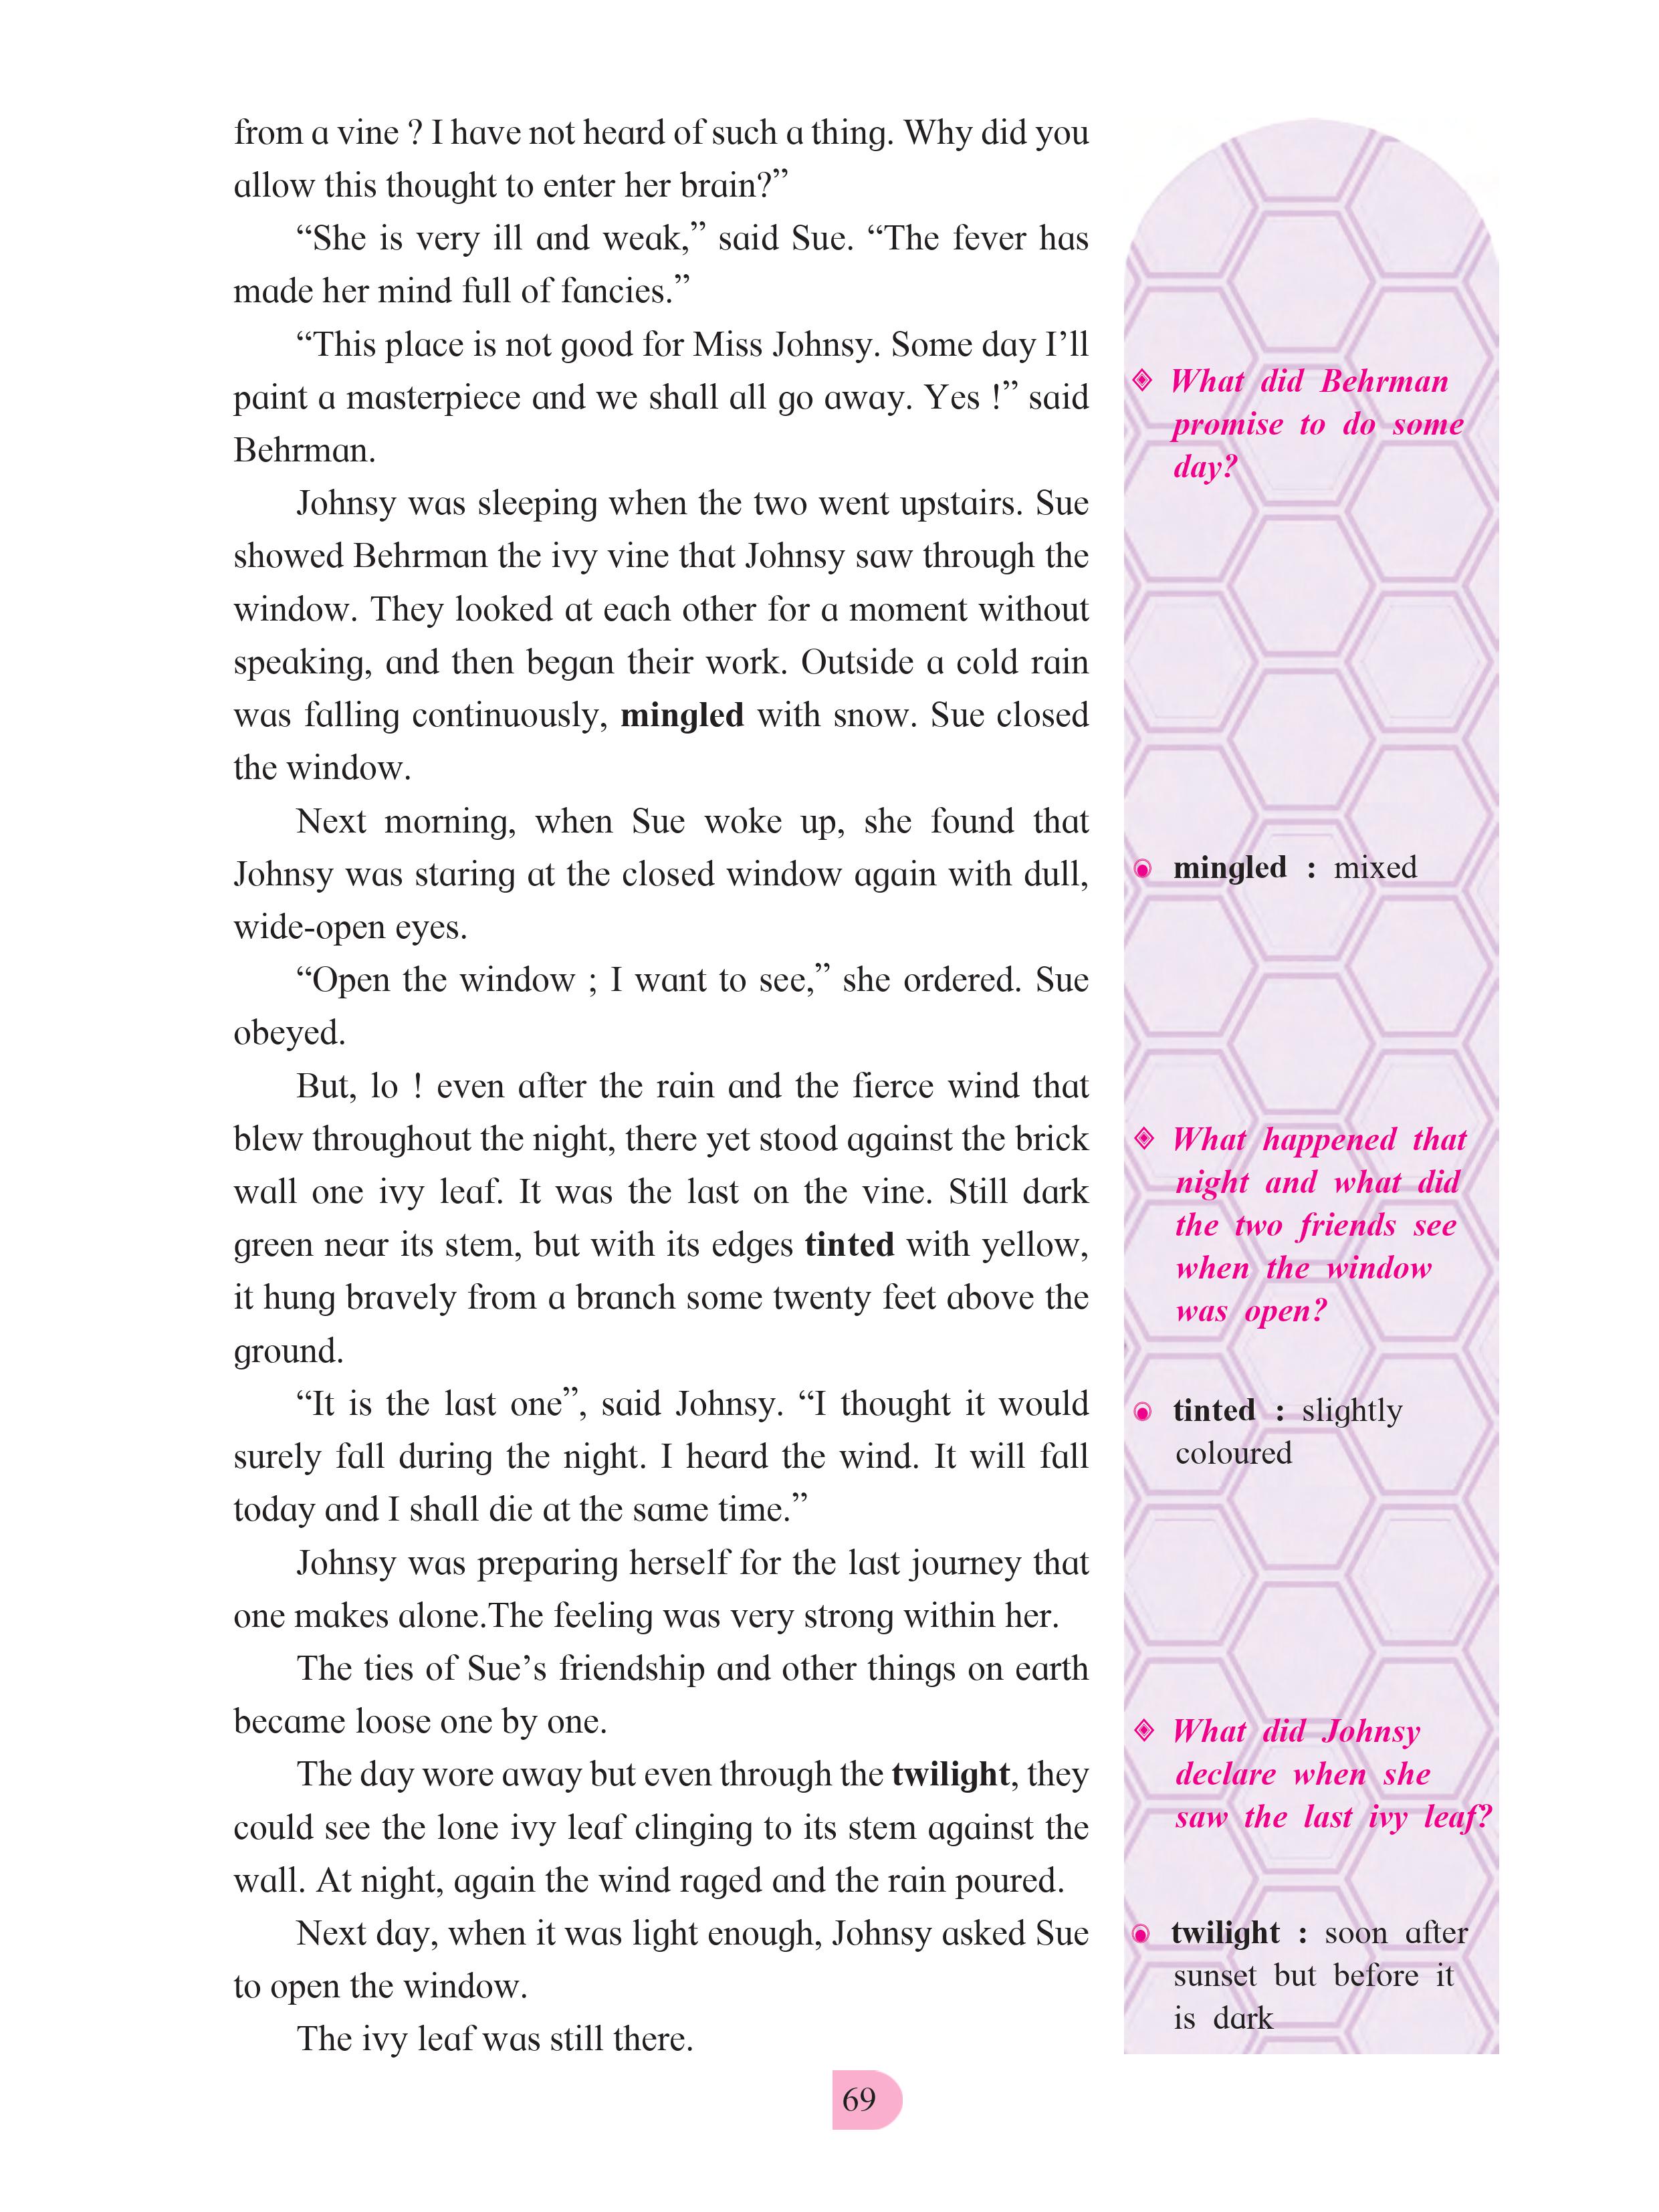 from a vine ? I have not heard of such a thing. Why did you
allow this thought to enter her brain?”
“She is very ill and weak,” said Sue. “The fever has
made her mind full of fancies.”
“This place is not good for Miss Johnsy. Some day I’ll
paint a masterpiece and we shall all go away. Yes !” said
Behrman.
Johnsy was sleeping when the two went upstairs. Sue
showed Behrman the ivy vine that Johnsy saw through the
window. They looked at each other for a moment without
speaking, and then began their work. Outside a cold rain
was falling continuously, mingled with snow. Sue closed
the window.
Next morning, when Sue woke up, she found that
Johnsy was staring at the closed window again with dull,
wide-open eyes.
“Open the window ; I want to see,” she ordered. Sue
obeyed.
But, lo ! even after the rain and the fierce wind that
blew throughout the night, there yet stood against the brick
wall one ivy leaf. It was the last on the vine. Still dark
green near its stem, but with its edges tinted with yellow,
it hung bravely from a branch some twenty feet above the
ground.
“It is the last one”, said Johnsy. “I thought it would
surely fall during the night. I heard the wind. It will fall
today and I shall die at the same time.”
Johnsy was preparing herself for the last journey that
one makes alone.The feeling was very strong within her.
The ties of Sue’s friendship and other things on earth
became loose one by one.
The day wore away but even through the twilight, they
could see the lone ivy leaf clinging to its stem against the
wall. At night, again the wind raged and the rain poured.
Next day, when it was light enough, Johnsy asked Sue
to open the window.
The ivy leaf was still there.
What did Behrman
promise to do some
day?
mingled : mixed
What happened that
night and what did
the two friends see
when the window
was open?
tinted : slightly
coloured
What did Johnsy
declare when she
saw the last ivy leaf?
twilight : soon after
sunset but before it
is dark
69